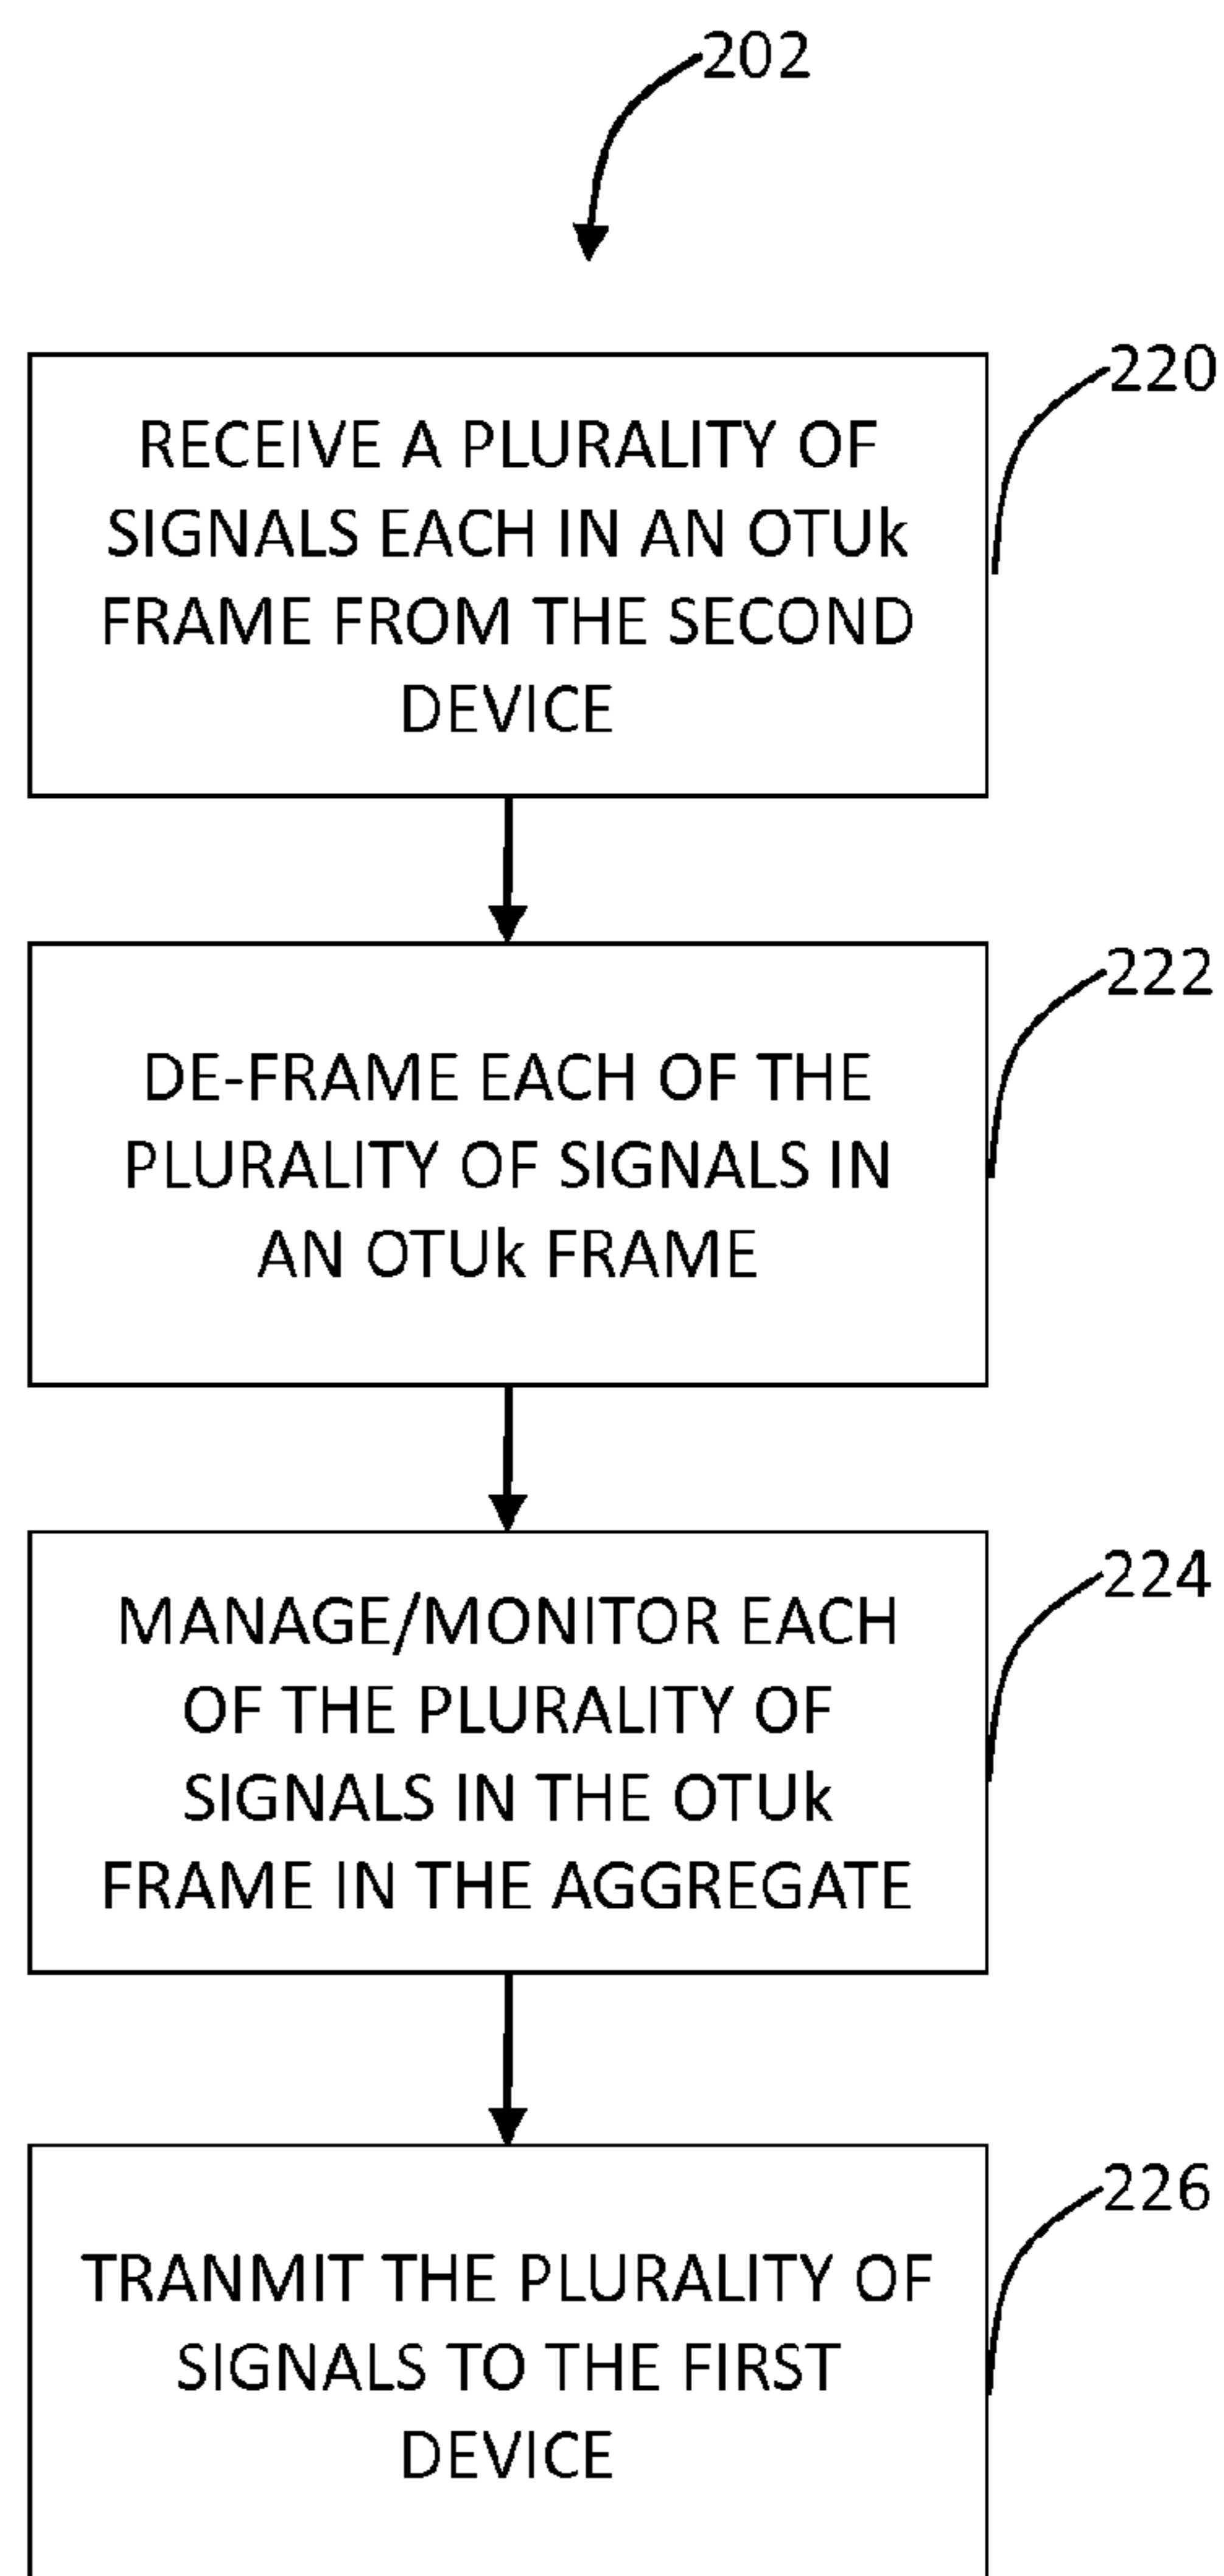 202
220
RECEIVE A PLURALITY OF
SIGNALS EACH IN AN OTUk
FRAME FROM THE SECOND
DEVICE
222
DE-FRAME EACH OF THE
PLURALITY OF SIGNALS IN
AN OTUk FRAME
224
MANAGE/MONITOR EACH
OF THE PLURALITY OF
SIGNALS IN THE OTUk
FRAME IN THE AGGREGATE
226
TRANMIT THE PLURALITY OF
SIGNALS TO THE FIRST
DEVICE